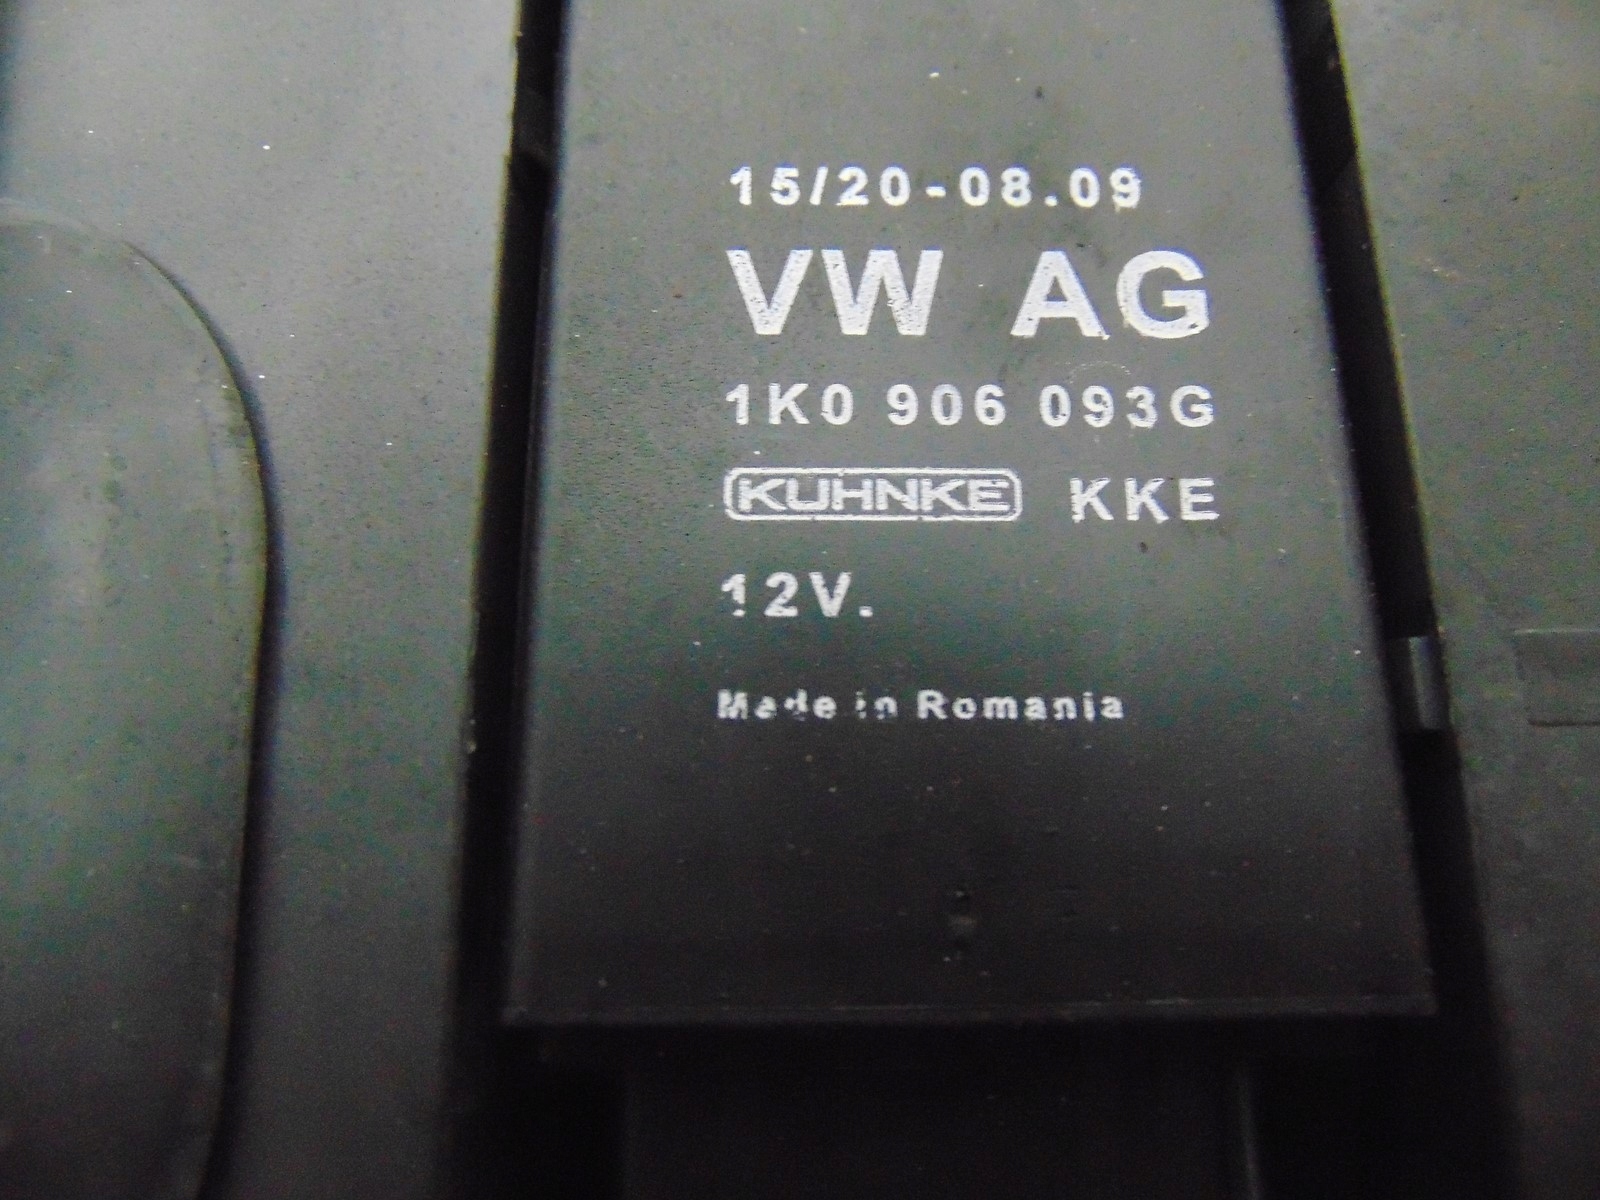 15/20-08.09
VW AG
1K0 906 093G
KUHNKE KKE
12V.
Made in Romania